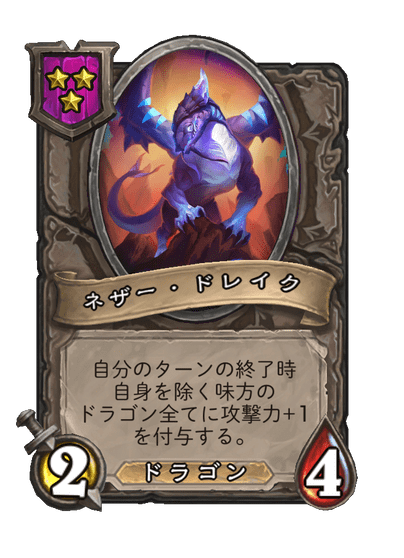 ネザー・ドレイク
自分のターンの終了時
自身を除く味方の
ドラゴン全てに攻撃力+1
を付与する。
2
ドラゴン
4